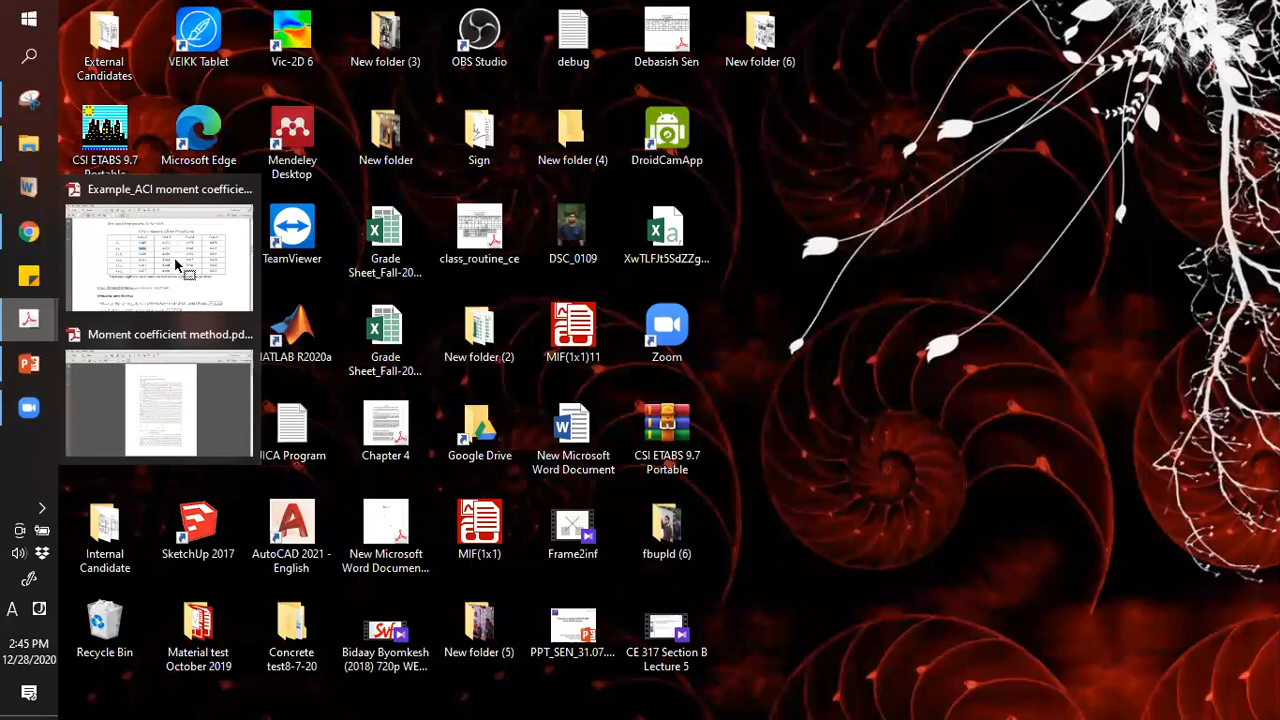 External
Candidates
VEIKK Tablet
Vic-2D 6
New folder (3)
OBS Studio
debug
Debasish Sen
New folder (6)
CSI ETABS 9.7
Portable
Microsoft Edge
Mendeley
Desktop
New folder
Sign
New folder (4)
DroidCamApp
Example_ACI moment coefficie...
TeamViewer
Grade
Sheet_Fall-20...
class_routine_ce
XwTUJt5SdZZg...
Moment coefficient method.pd...
MATLAB R2020a
Grade
Sheet_Fall-20...
New folder (2)
MIF(1x1)11
Zoom
JICA Program
Chapter 4
Google Drive
New Microsoft
Word Document
CSI ETABS 9.7
Portable
Internal
Candidate
SketchUp 2017
AutoCAD 2021 -
English
New Microsoft
Word Documen...
MIF(1x1)
Frame2inf
fbupld (6)
Recycle Bin
Material test
October 2019
Concrete
test8-7-20
Bidaay Byomkesh
(2018) 720p WE...
New folder (5)
PPT_SEN_31.07....
CE 317 Section B
Lecture 5
2:45 PM
12/28/2020